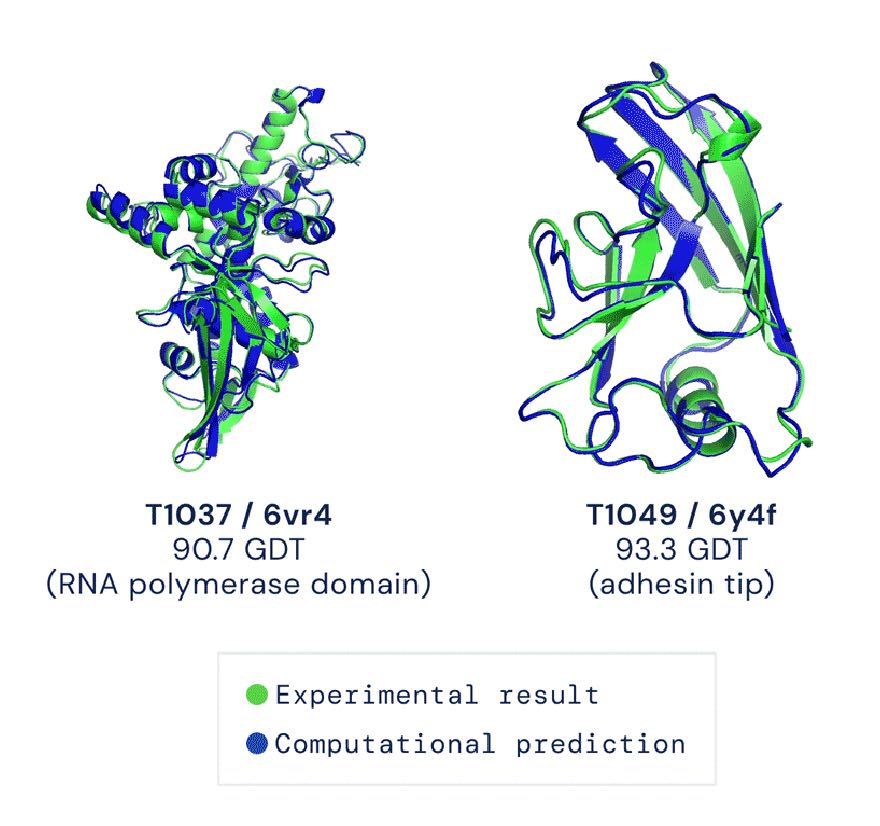 T1037 / 6vr4
90.7 GDT
(RNA polymerase domain)
T1049 / 6y4f
93.3 GDT
(adhesin tip)
Experimental result
Computational prediction